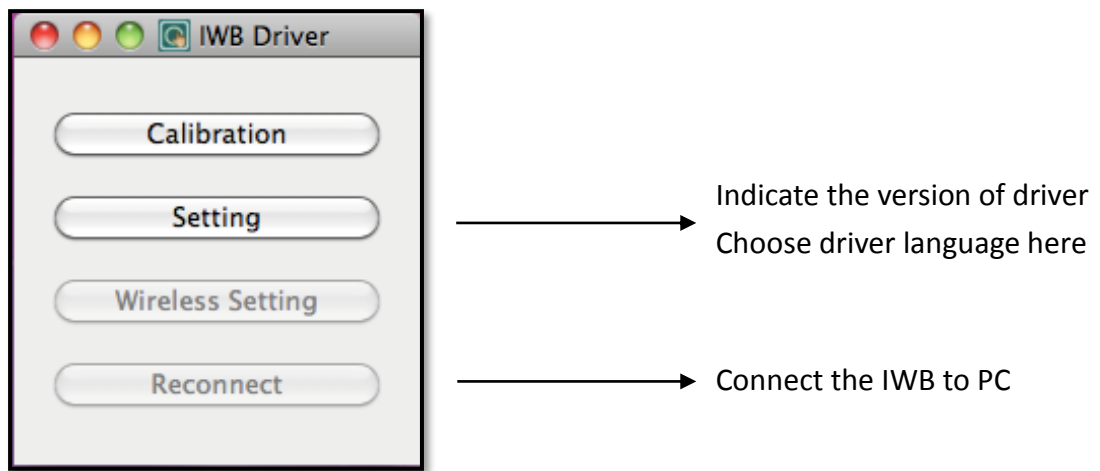 IWB Driver
Calibration
Setting
Indicate the version of driver
Choose driver language here
Wireless Setting
Reconnect
Connect the IWB to PC